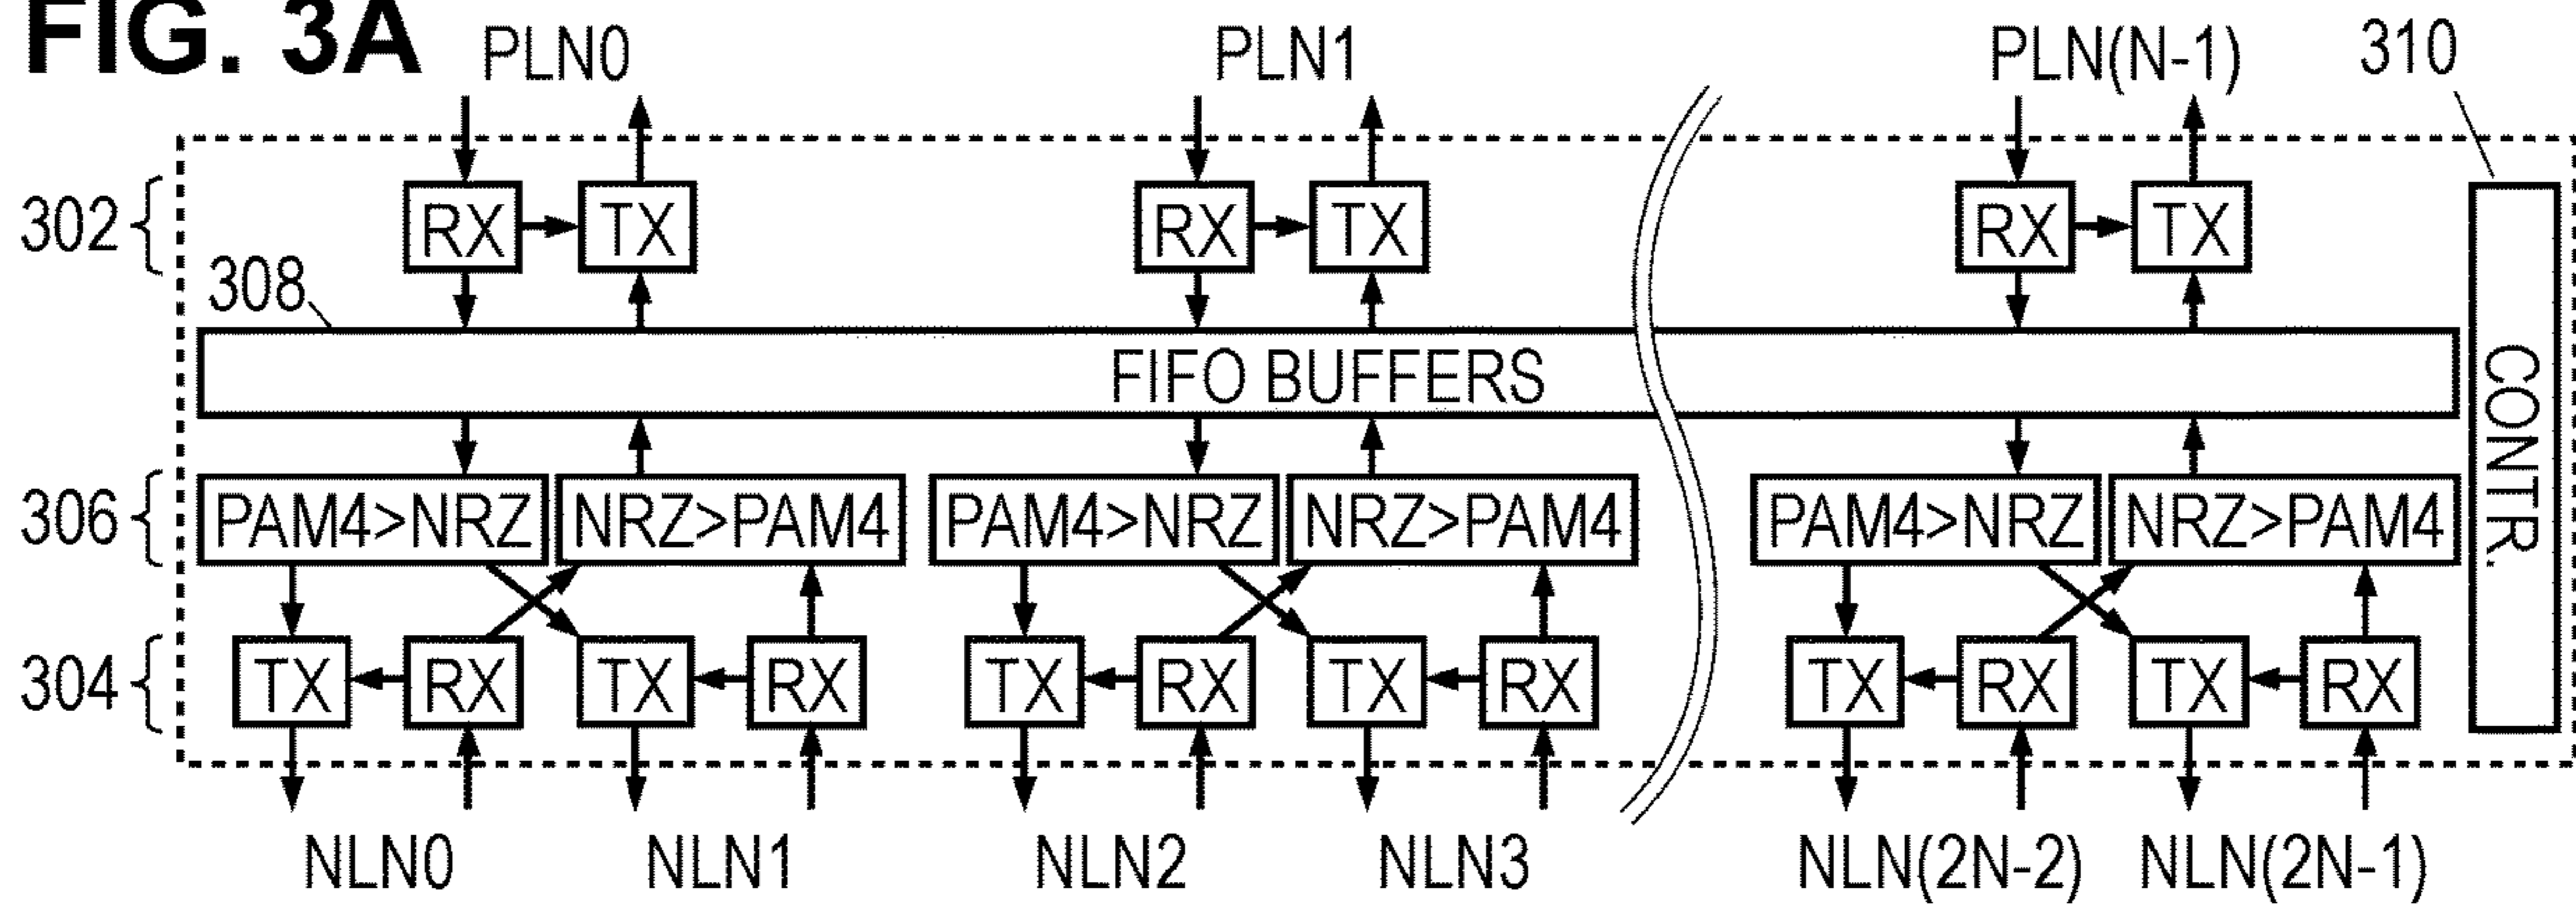 FIG. 3A
PLN0 PLN1 PLN(N-1) 310
302 RX TX RX TX RX TX
308
FIFO BUFFERS
CONTR.
306 PAM4>NRZ NRZ>PAM4 PAM4>NRZ NRZ>PAM4 PAM4>NRZ NRZ>PAM4
304 TX RX TX RX TX RX TX RX TX RX TX RX
NLN0 NLN1 NLN2 NLN3 NLN(2N-2) NLN(2N-1)